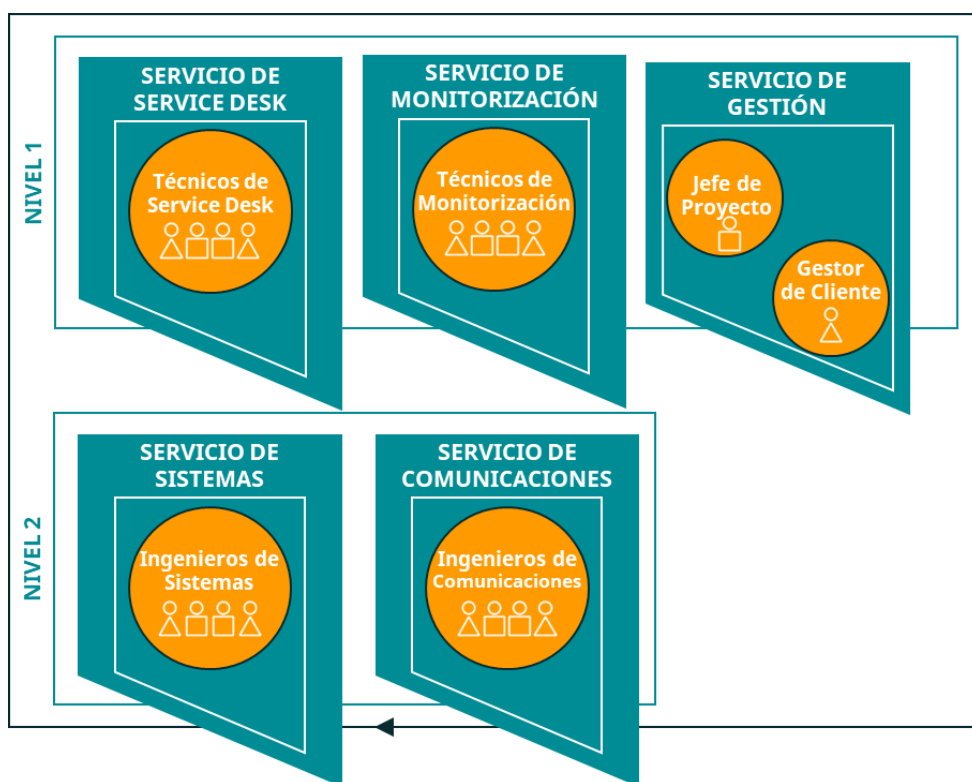 NIVEL 1
SERVICIO DE
SERVICE DESK
Técnicos de
Service Desk
SERVICIO DE
MONITORIZACIÓN
Técnicos de
Monitorización
SERVICIO DE
GESTIÓN
Jefe de
Proyecto
Gestor
de Cliente
NIVEL 2
SERVICIO DE
SISTEMAS
Ingenieros de
Sistemas
SERVICIO DE
COMUNICACIONES
Ingenieros de
Comunicaciones